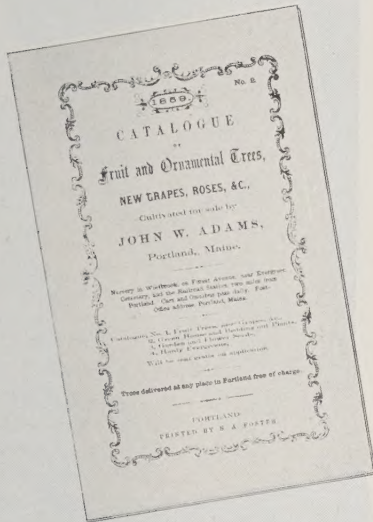 No. 2.
1859
CATALOGUE
OF
Fruit and Ornamental Trees,
NEW GRAPES, ROSES, &C.,
Cultivated for sale by
JOHN W. ADAMS,
Portland, Maine.
Nursery in Westbrook, on Forest Avenue, near Evergreen
Cemetery, and the Railroad Station, two miles from
Portland. Cars and Omnibus pass daily. Post-
Office address, Portland, Maine.
Catalogue No. 1, Fruit Trees, new Grapes, &c.
2, Green House and Bedding out Plants,
3, Garden and Flower Seeds,
4, Hardy Evergreens,
Will be sent gratis on application.
Trees delivered at any place in Portland free of charge.
PORTLAND:
PRINTED BY B. A. FOSTER.